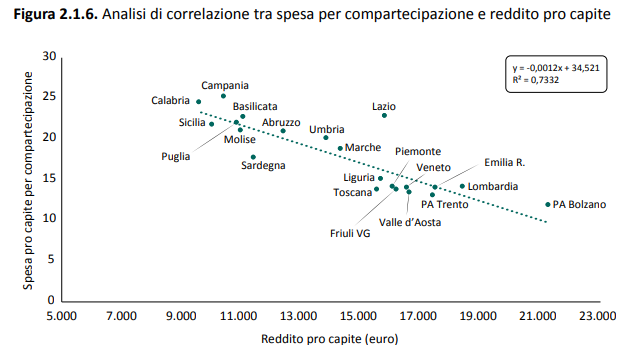 Figura 2.1.6. Analisi di correlazione tra spesa per compartecipazione e reddito pro capite
y = -0,0012x + 34,521
R² = 0,7332
Spesa pro capite per compartecipazione
30
25
20
15
10
5
0
Campania
Calabria
Basilicata
Lazio
Sicilia
Abruzzo
Umbria
Molise
Marche
Piemonte
Puglia
Sardegna
Veneto
Emilia R.
Liguria
Toscana
Lombardia
PA Trento
PA Bolzano
Valle d’Aosta
Friuli VG
5.000
7.000
9.000
11.000
13.000
15.000
17.000
19.000
21.000
23.000
Reddito pro capite (euro)